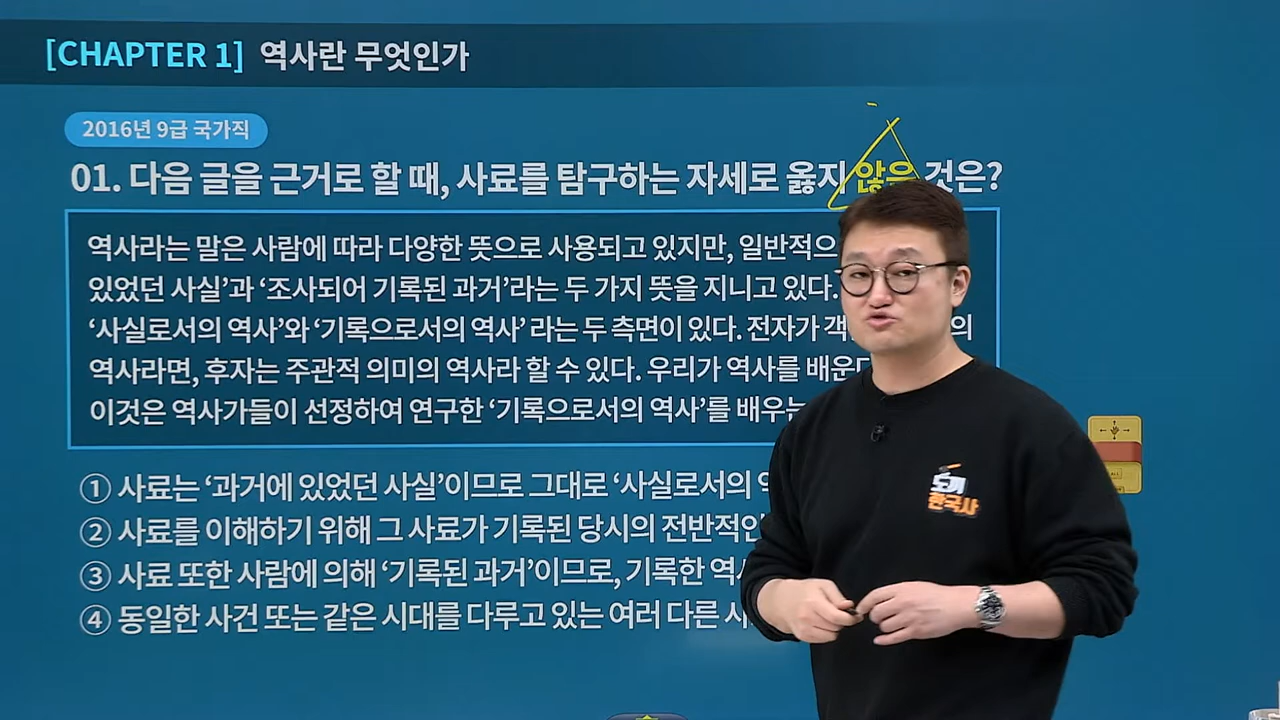 [CHAPTER 1] 역사란 무엇인가
2016년 9급 국가직
01. 다음 글을 근거로 할 때, 사료를 탐구하는 자세로 옳지 않은 것은?
역사라는 말은 사람에 따라 다양한 뜻으로 사용되고 있지만, 일반적으
있었던 사실’과 ‘조사되어 기록된 과거’라는 두 가지 뜻을 지니고 있다.
‘사실로서의 역사’와 ‘기록으로서의 역사’ 라는 두 측면이 있다. 전자가 의
역사라면, 후자는 주관적 의미의 역사라 할 수 있다. 우리가 역사를
이것은 역사가들이 선정하여 연구한 ‘기록으로서의 역사’를 배우는
① 사료는 ‘과거에 있었던 사실’이므로 그대로 ‘사실로서의
② 사료를 이해하기 위해 그 사료가 기록된 당시의 전반적인
③ 사료 또한 사람에 의해 ‘기록된 과거’이므로, 기록한
④ 동일한 사건 또는 같은 시대를 다루고 있는 여러 다른
도끼
한국사